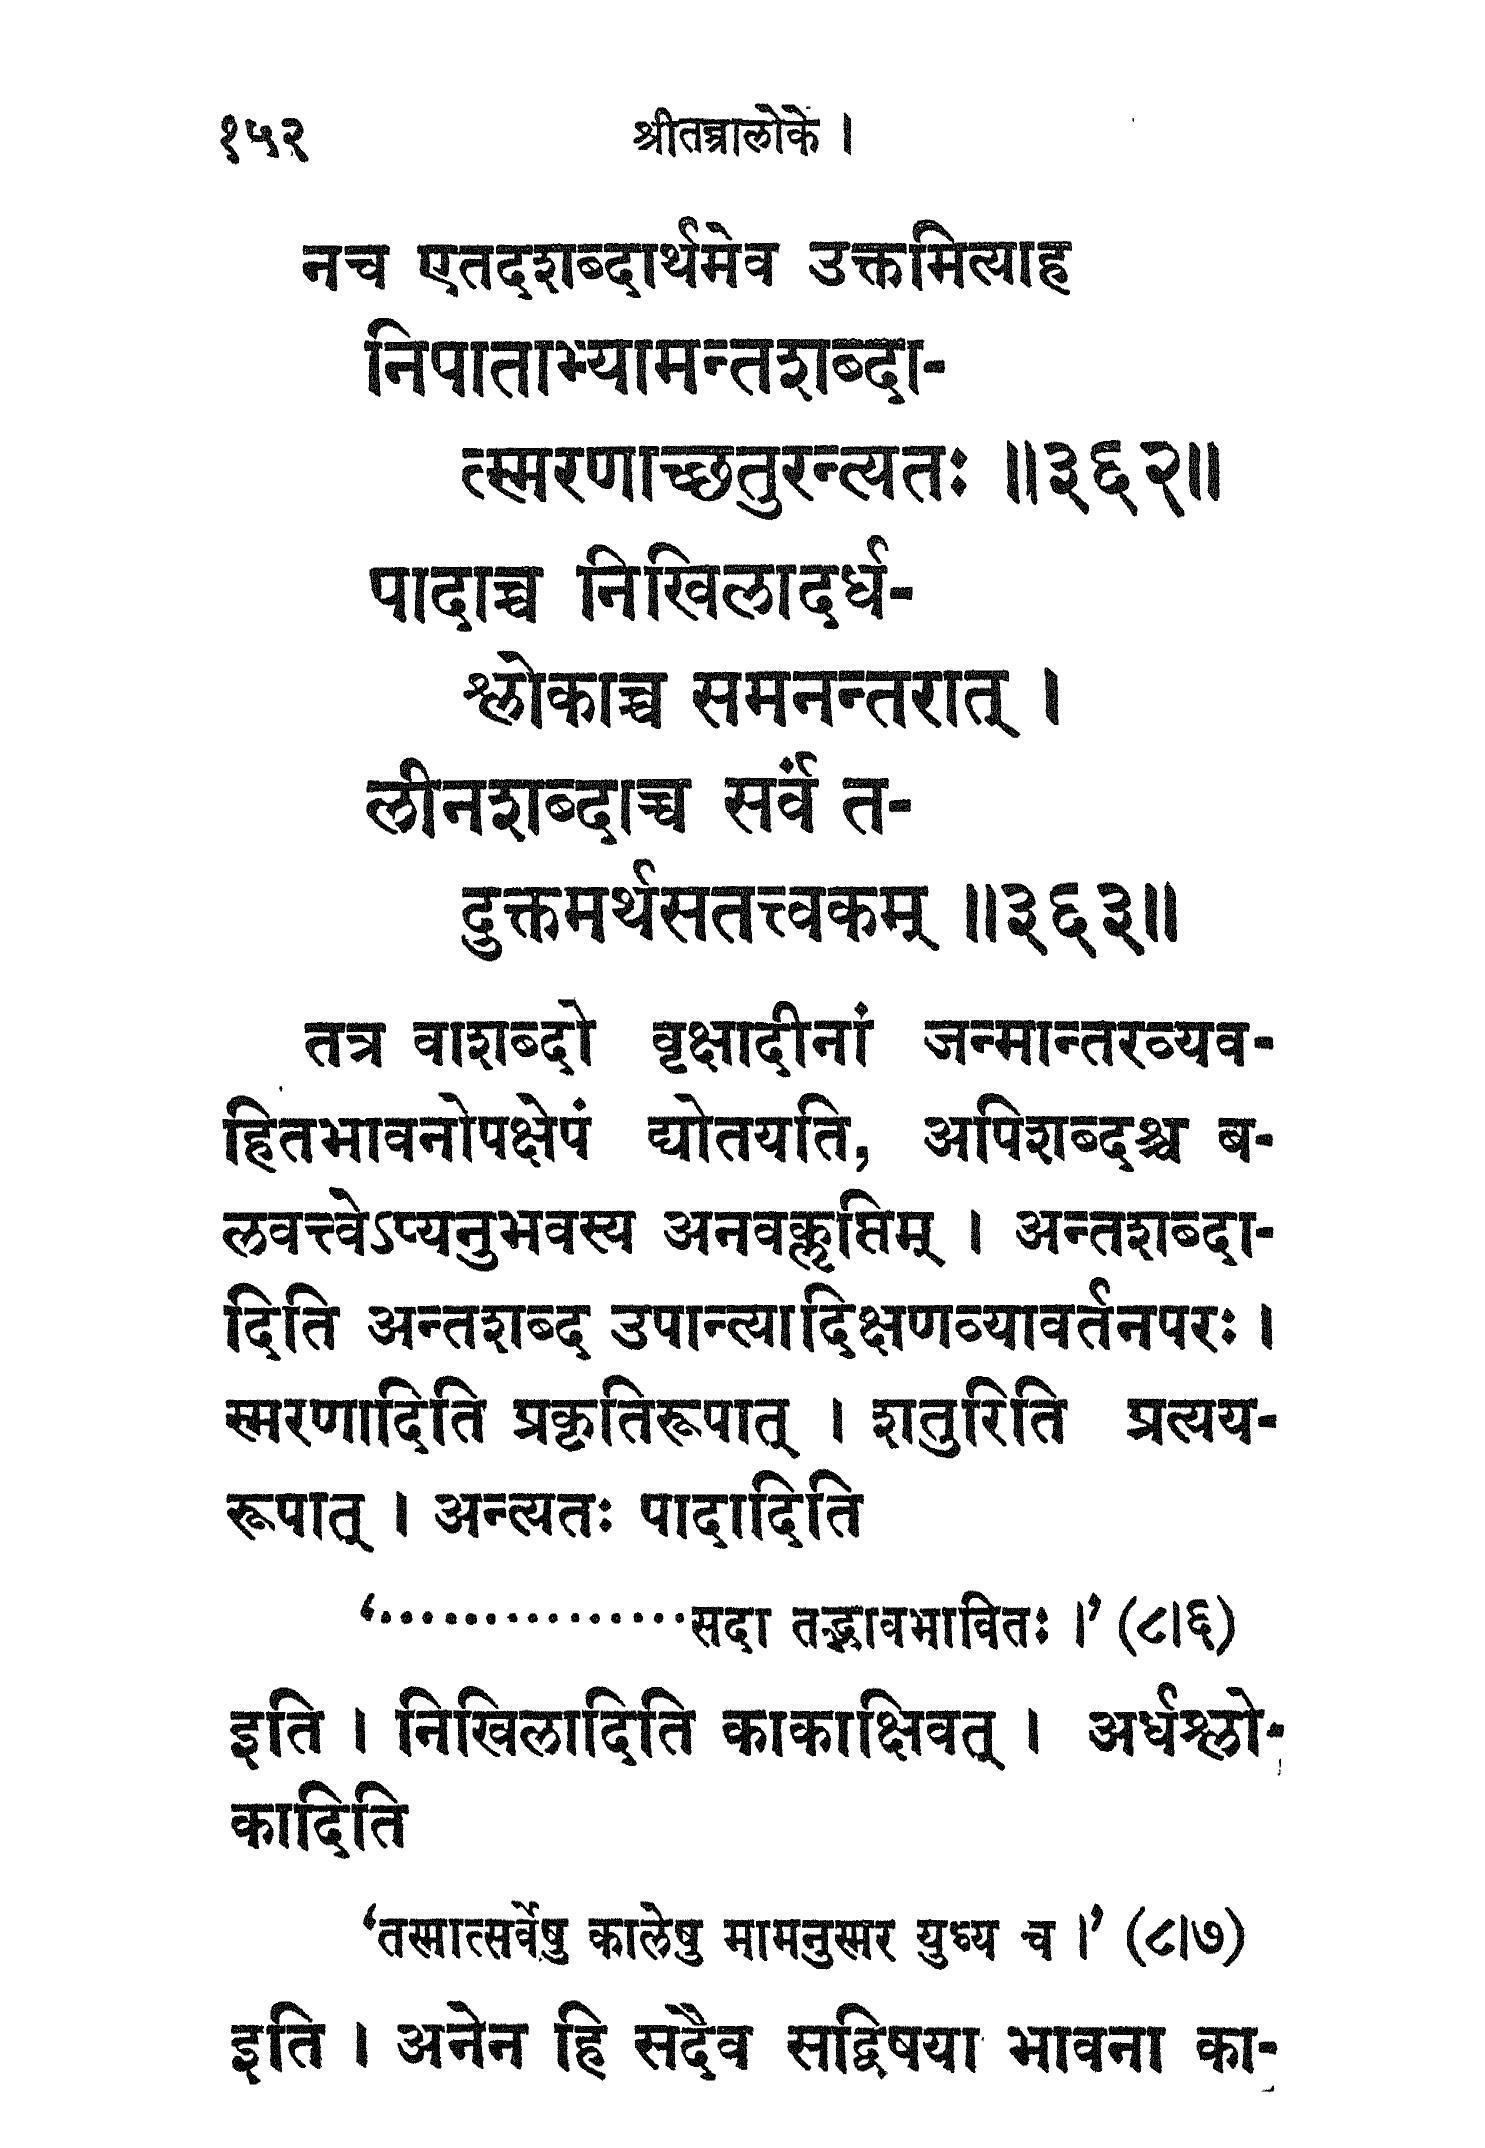 १५२ श्रीतन्त्रालोके ।
नच एतदशब्दार्थमेव उक्तमित्याह
निपाताभ्यामन्तशब्दा-
त्स्मरणाच्छतुरन्त्यतः ॥३६२॥
पादाच्च निखिलादर्ध-
श्लोकाच्च समनन्तरात् ।
लीनशब्दाच्च सर्वं त-
दुक्तमर्थसतत्त्वकम् ॥३६३॥
तत्र वाशब्दो वृक्षादीनां जन्मान्तरव्यव-
हितभावनोपक्षेपं द्योतयति, अपिशब्दश्च ब-
लवत्त्वेऽप्यनुभवस्य अनवक्लृप्तिम् । अन्तशब्दा-
दिति अन्तशब्द उपान्त्यादिक्षणव्यावर्तनपरः ।
स्मरणादिति प्रकृतिरूपात् । शतुरिति प्रत्यय-
रूपात् । अन्त्यतः पादादिति
‘···············सदा तद्भावभावितः ।’ (८।६)
इति । निखिलादिति काकाक्षिवत् । अर्धश्लो-
कादिति
‘तस्मात्सर्वेषु कालेषु मामनुस्मर युध्य च ।’ (८।७)
इति । अनेन हि सदैव सद्विषया भावना का-